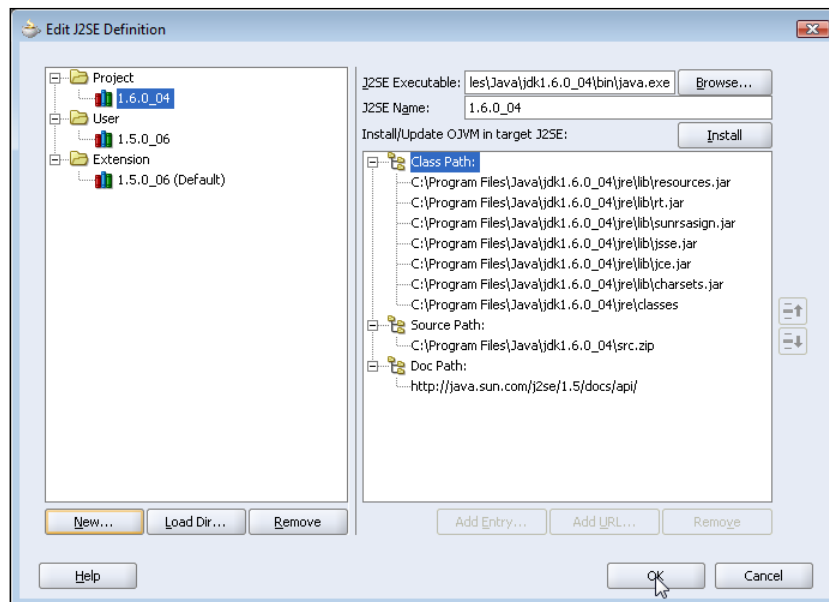 Edit J2SE Definition
Project
1.6.0_04
User
1.5.0_06
Extension
1.5.0_06 (Default)
New...
Load Dir...
Remove
J2SE Executable: les\Java\jdk1.6.0_04\bin\java.exe Browse...
J2SE Name: 1.6.0_04
Install/Update OJVM in target J2SE: Install
Class Path:
C:\Program Files\Java\jdk1.6.0_04\jre\lib\resources.jar
C:\Program Files\Java\jdk1.6.0_04\jre\lib\rt.jar
C:\Program Files\Java\jdk1.6.0_04\jre\lib\sunrsasign.jar
C:\Program Files\Java\jdk1.6.0_04\jre\lib\jsse.jar
C:\Program Files\Java\jdk1.6.0_04\jre\lib\jce.jar
C:\Program Files\Java\jdk1.6.0_04\jre\lib\charsets.jar
C:\Program Files\Java\jdk1.6.0_04\jre\classes
Source Path:
C:\Program Files\Java\jdk1.6.0_04\src.zip
Doc Path:
http://java.sun.com/j2se/1.5/docs/api/
Add Entry...
Add URL...
Remove
Help
OK
Cancel